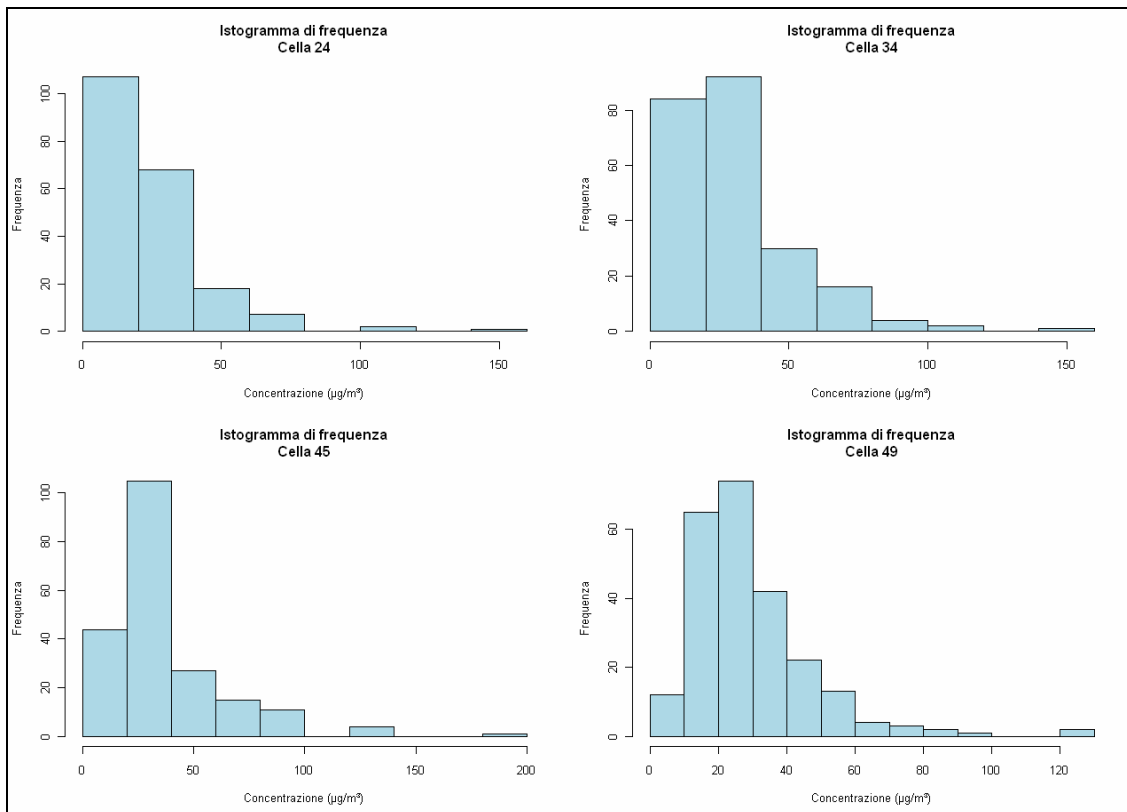 Istogramma di frequenza
Cella 24
Frequenza
0 20 40 60 80 100
0 50 100 150
Concentrazione (µg/m³)
Istogramma di frequenza
Cella 34
Frequenza
0 20 40 60 80
0 50 100 150
Concentrazione (µg/m³)
Istogramma di frequenza
Cella 45
Frequenza
0 20 40 60 80 100
0 50 100 150 200
Concentrazione (µg/m³)
Istogramma di frequenza
Cella 49
Frequenza
0 20 40 60
0 20 40 60 80 100 120
Concentrazione (µg/m³)